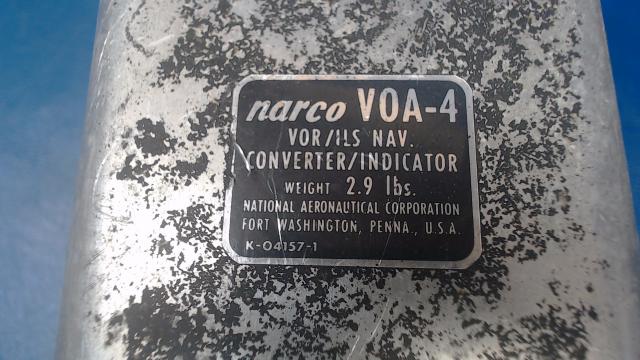 narco VOA-4
VOR/ILS NAV.
CONVERTER/INDICATOR
WEIGHT 2.9 lbs.
NATIONAL AERONAUTICAL CORPORATION
FORT WASHINGTON, PENNA., U.S.A.
K-04157-1